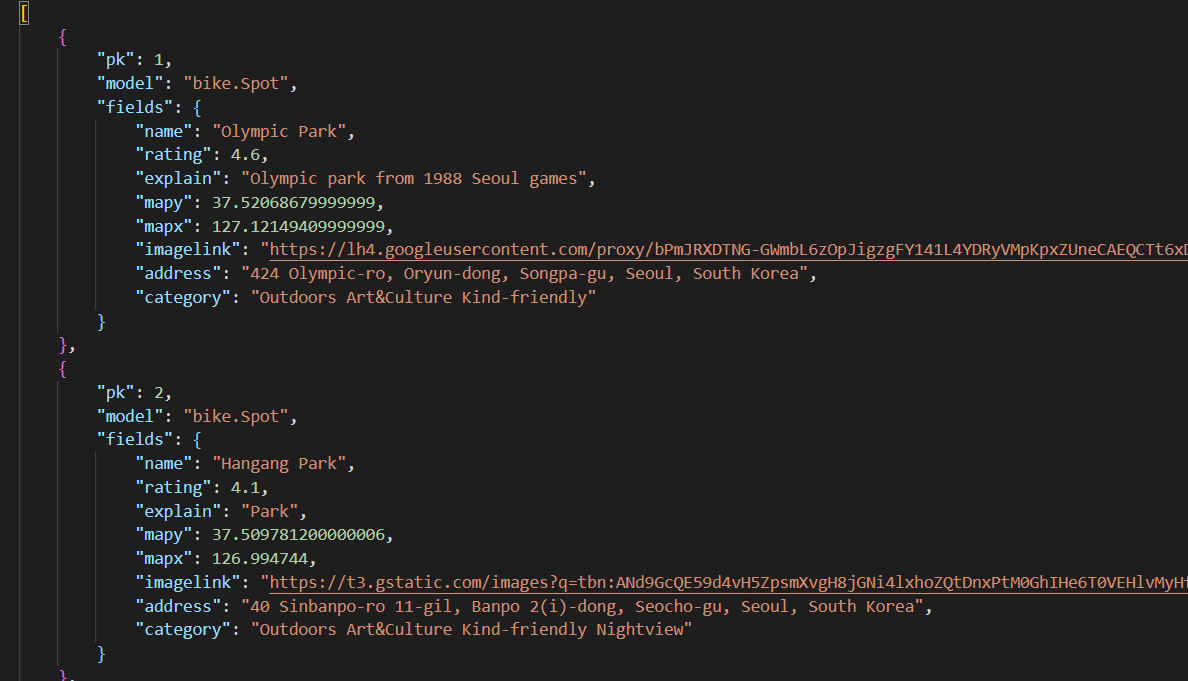 [
{
"pk": 1,
"model": "bike.Spot",
"fields": {
"name": "Olympic Park",
"rating": 4.6,
"explain": "Olympic park from 1988 Seoul games",
"mapy": 37.52068679999999,
"mapx": 127.12149409999999,
"imagelink": "https://lh4.googleusercontent.com/proxy/bPmJRXDTNG-GWmbL6zOpJigzgFY141L4YDRyVMpKpxZUneCAEQCTt6xD
"address": "424 Olympic-ro, Oryun-dong, Songpa-gu, Seoul, South Korea",
"category": "Outdoors Art&Culture Kind-friendly"
}
},
{
"pk": 2,
"model": "bike.Spot",
"fields": {
"name": "Hangang Park",
"rating": 4.1,
"explain": "Park",
"mapy": 37.509781200000006,
"mapx": 126.994744,
"imagelink": "https://t3.gstatic.com/images?q=tbn:ANd9GcQE59d4vH5ZpsmXvgH8jGNi4lxhoZQtDnxPtM0GhIHe6T0VEHlvMyHf
"address": "40 Sinbanpo-ro 11-gil, Banpo 2(i)-dong, Seocho-gu, Seoul, South Korea",
"category": "Outdoors Art&Culture Kind-friendly Nightview"
}
},